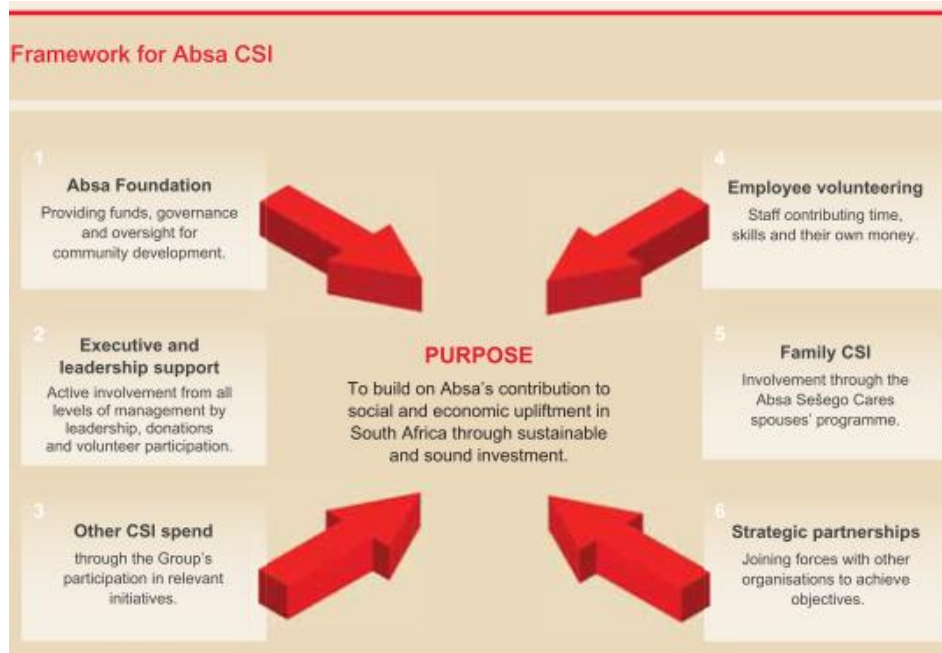 Framework for Absa CSI
1
Absa Foundation
Providing funds, governance
and oversight for
community development.
2
Executive and
leadership support
Active involvement from all
levels of management by
leadership, donations
and volunteer participation.
3
Other CSI spend
through the Group's
participation in relevant
initiatives.
PURPOSE
To build on Absa's contribution to
social and economic upliftment in
South Africa through sustainable
and sound investment.
4
Employee volunteering
Staff contributing time,
skills and their own money.
5
Family CSI
Involvement through the
Absa Sešego Cares
spouses' programme.
6
Strategic partnerships
Joining forces with other
organisations to achieve
objectives.